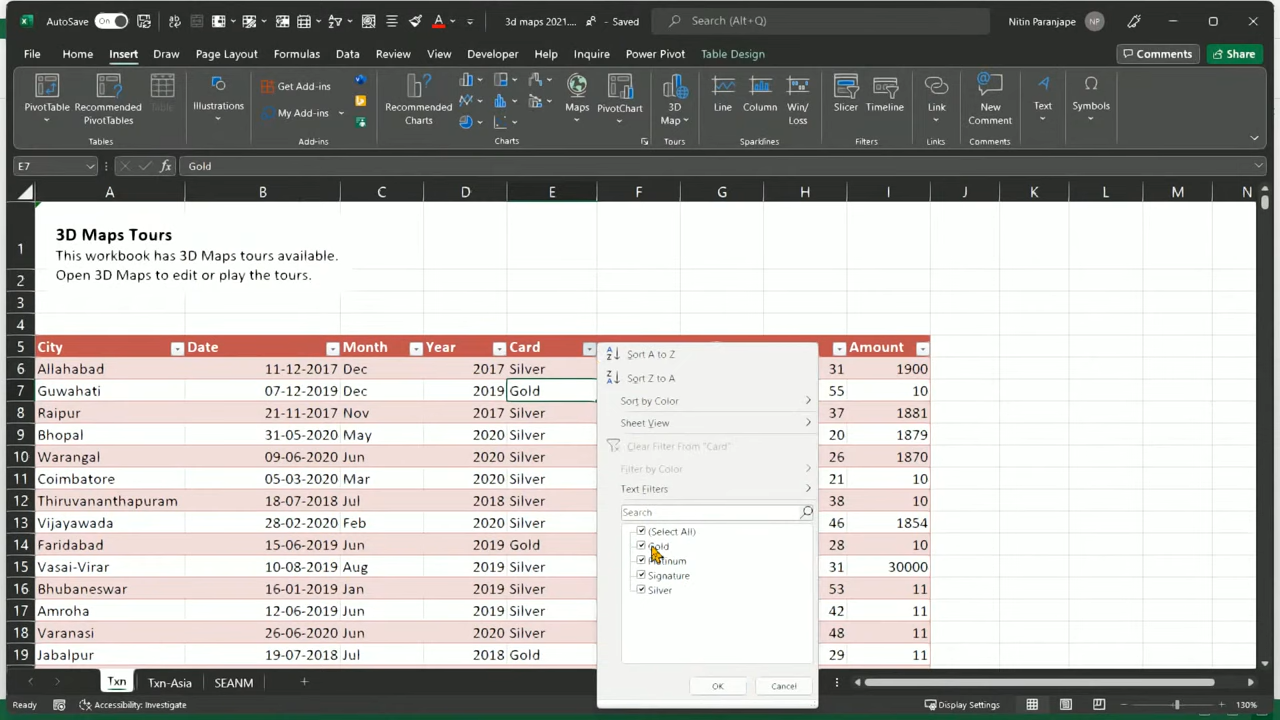 AutoSave On 3d maps 2021.... Saved Search (Alt+Q) Nitin Paranjape NP
File Home Insert Draw Page Layout Formulas Data Review View Developer Help Inquire Power Pivot Table Design Comments Share
PivotTable Recommended PivotTables Table Illustrations Get Add-ins My Add-ins Recommended Charts Maps PivotChart 3D Map Line Column Win/Loss Slicer Timeline Link New Comment Text Symbols
Tables Add-ins Charts Tours Sparklines Filters Links Comments
E7 fx Gold
A B C D E F G H I J K L M N
1 3D Maps Tours
This workbook has 3D Maps tours available.
2 Open 3D Maps to edit or play the tours.
3
4
5 City Date Month Year Card Amount
6 Allahabad 11-12-2017 Dec 2017 Silver 31 1900
7 Guwahati 07-12-2019 Dec 2019 Gold 55 10
8 Raipur 21-11-2017 Nov 2017 Silver 37 1881
9 Bhopal 31-05-2020 May 2020 Silver 20 1879
10 Warangal 09-06-2020 Jun 2020 Silver 26 1870
11 Coimbatore 05-03-2020 Mar 2020 Silver 21 10
12 Thiruvananthapuram 18-07-2018 Jul 2018 Silver 38 10
13 Vijayawada 28-02-2020 Feb 2020 Silver 46 1854
14 Faridabad 15-06-2019 Jun 2019 Gold 28 10
15 Vasai-Virar 10-08-2019 Aug 2019 Silver 31 30000
16 Bhubaneswar 16-01-2019 Jan 2019 Silver 53 11
17 Amroha 12-06-2019 Jun 2019 Silver 42 11
18 Varanasi 26-06-2020 Jun 2020 Silver 48 11
19 Jabalpur 19-07-2018 Jul 2018 Gold 29 11
Sort A to Z
Sort Z to A
Sort by Color
Sheet View
Clear Filter From "Card"
Filter by Color
Text Filters
Search
(Select All)
Gold
Platinum
Signature
Silver
OK Cancel
Txn Txn-Asia SEANM
Accessibility: Investigate Display Settings 130%